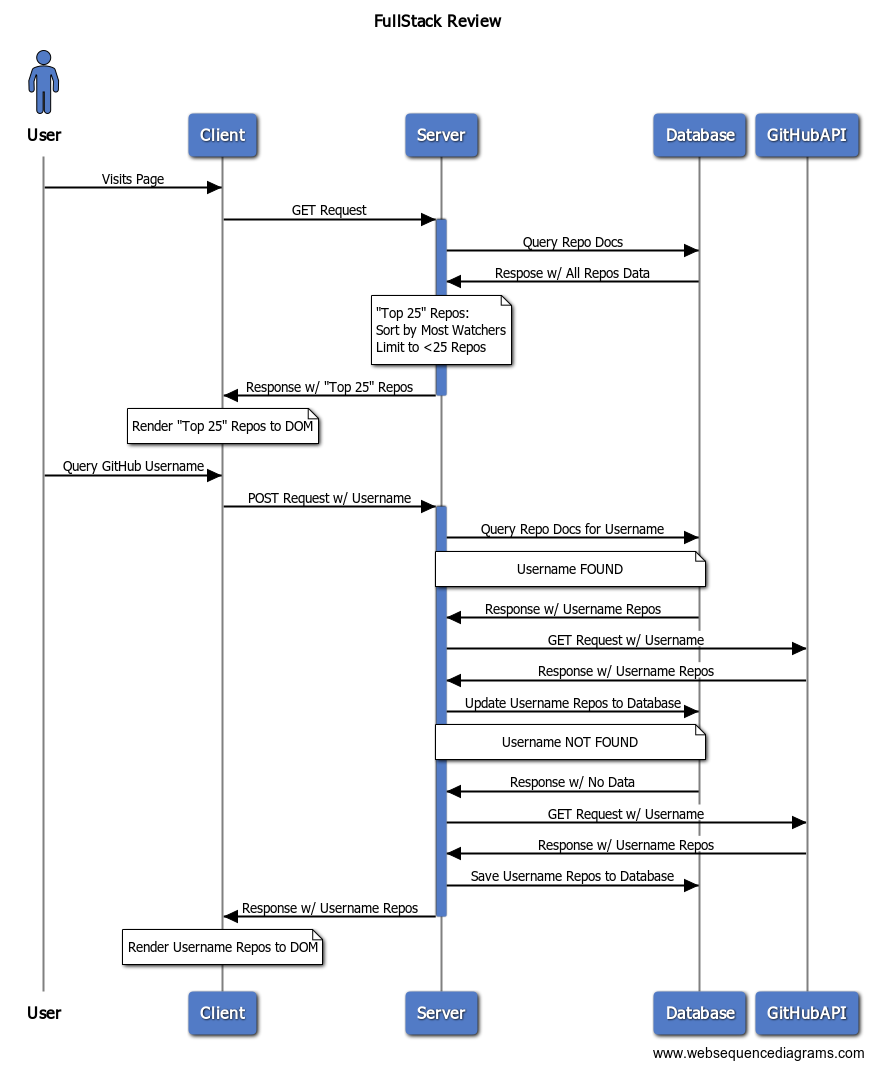 FullStack Review
User
Client
Server
Database
GitHubAPI
Visits Page
GET Request
Query Repo Docs
Respose w/ All Repos Data
"Top 25" Repos:
Sort by Most Watchers
Limit to <25 Repos
Response w/ "Top 25" Repos
Render "Top 25" Repos to DOM
Query GitHub Username
POST Request w/ Username
Query Repo Docs for Username
Username FOUND
Response w/ Username Repos
GET Request w/ Username
Response w/ Username Repos
Update Username Repos to Database
Username NOT FOUND
Response w/ No Data
GET Request w/ Username
Response w/ Username Repos
Save Username Repos to Database
Response w/ Username Repos
Render Username Repos to DOM
User
Client
Server
Database
GitHubAPI
www.websequencediagrams.com